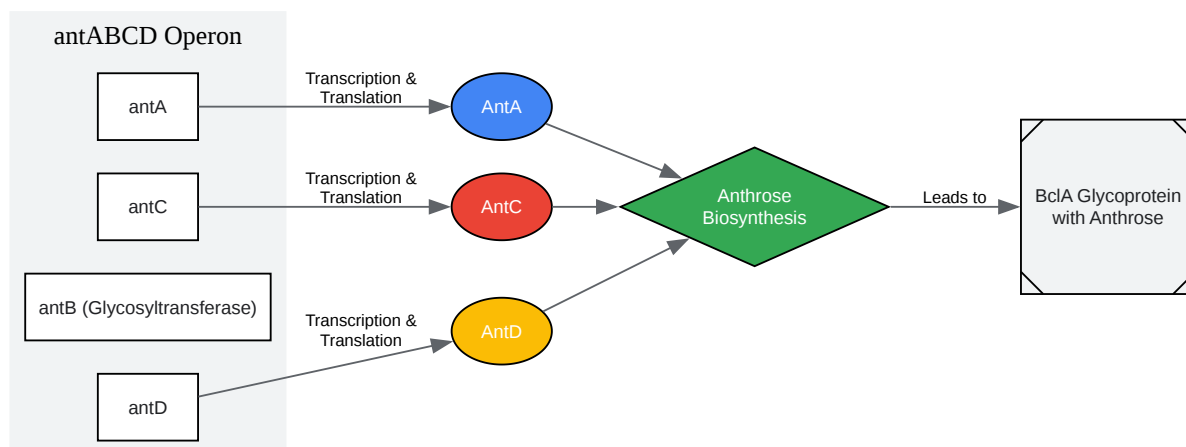 antABCD Operon
antA
Transcription &
Translation
AntA
antC
Transcription &
Translation
AntC
antB (Glycosyltransferase)
antD
Transcription &
Translation
AntD
Anthrose
Biosynthesis
Leads to
BclA Glycoprotein
with Anthrose